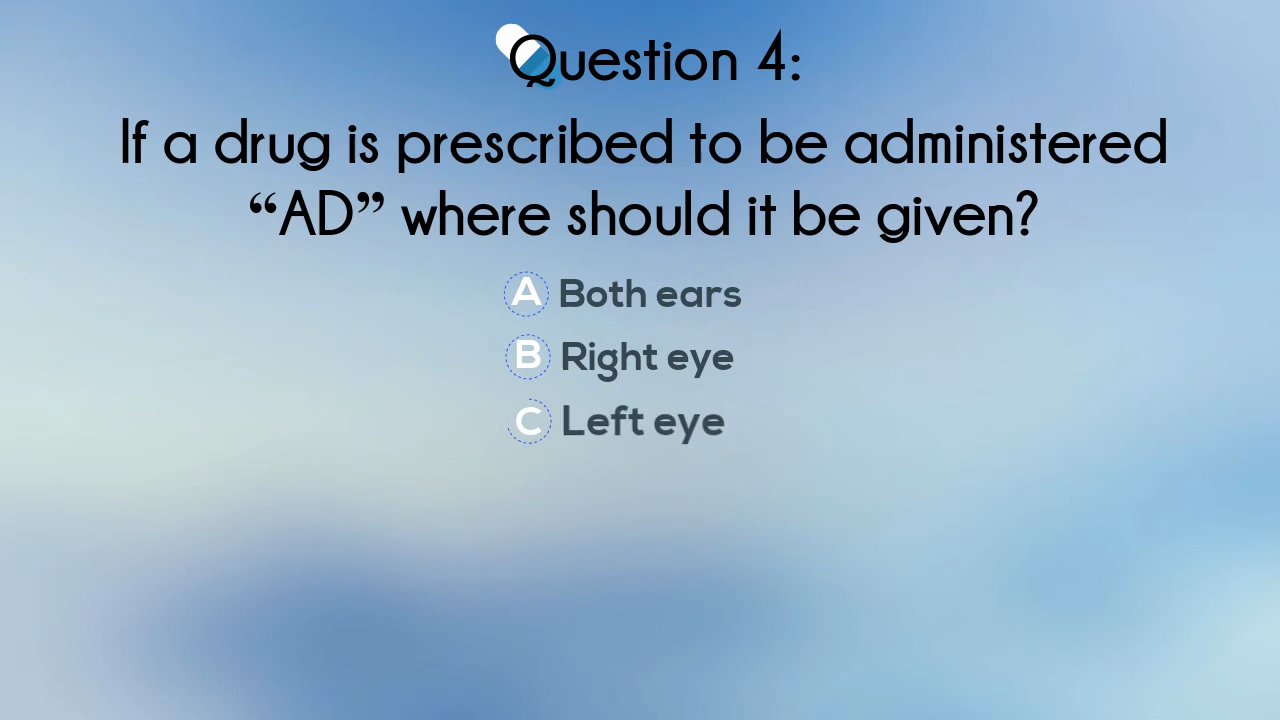 Question 4:
If a drug is prescribed to be administered
“AD” where should it be given?
A Both ears
B Right eye
C Left eye